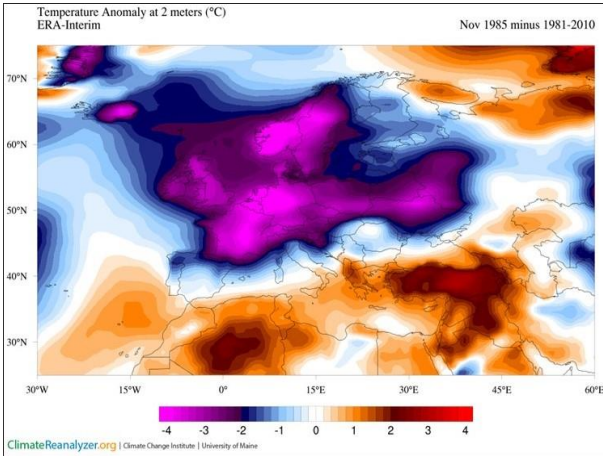 Temperature Anomaly at 2 meters (°C)
ERA-Interim
Nov 1985 minus 1981-2010
70°N
60°N
50°N
40°N
30°N
30°W 15°W 0° 15°E 30°E 45°E 60°E
-4 -3 -2 -1 0 1 2 3 4
ClimateReanalyzer.org | Climate Change Institute | University of Maine